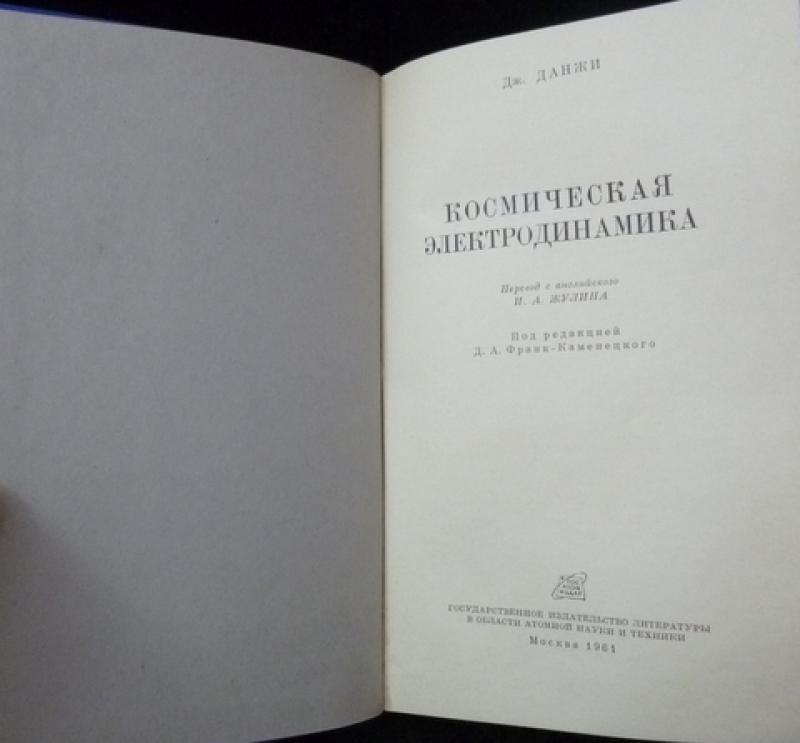 Дж. ДАНЖИ
КОСМИЧЕСКАЯ
ЭЛЕКТРОДИНАМИКА
Перевод с английского
И. А. ЖУЛИНА
Под редакцией
Д. А. Франк-Каменецкого
ГОСУДАРСТВЕННОЕ ИЗДАТЕЛЬСТВО ЛИТЕРАТУРЫ
В ОБЛАСТИ АТОМНОЙ НАУКИ И ТЕХНИКИ
Москва 1961